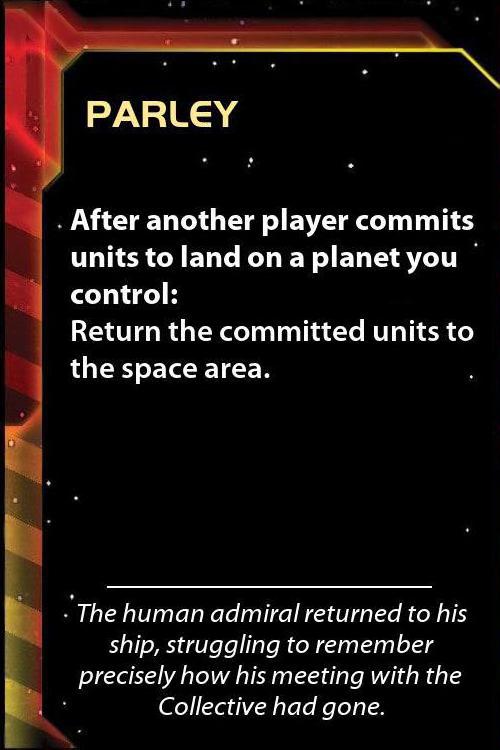 PARLEY
After another player commits
units to land on a planet you
control:
Return the committed units to
the space area.
The human admiral returned to his
ship, struggling to remember
precisely how his meeting with the
Collective had gone.